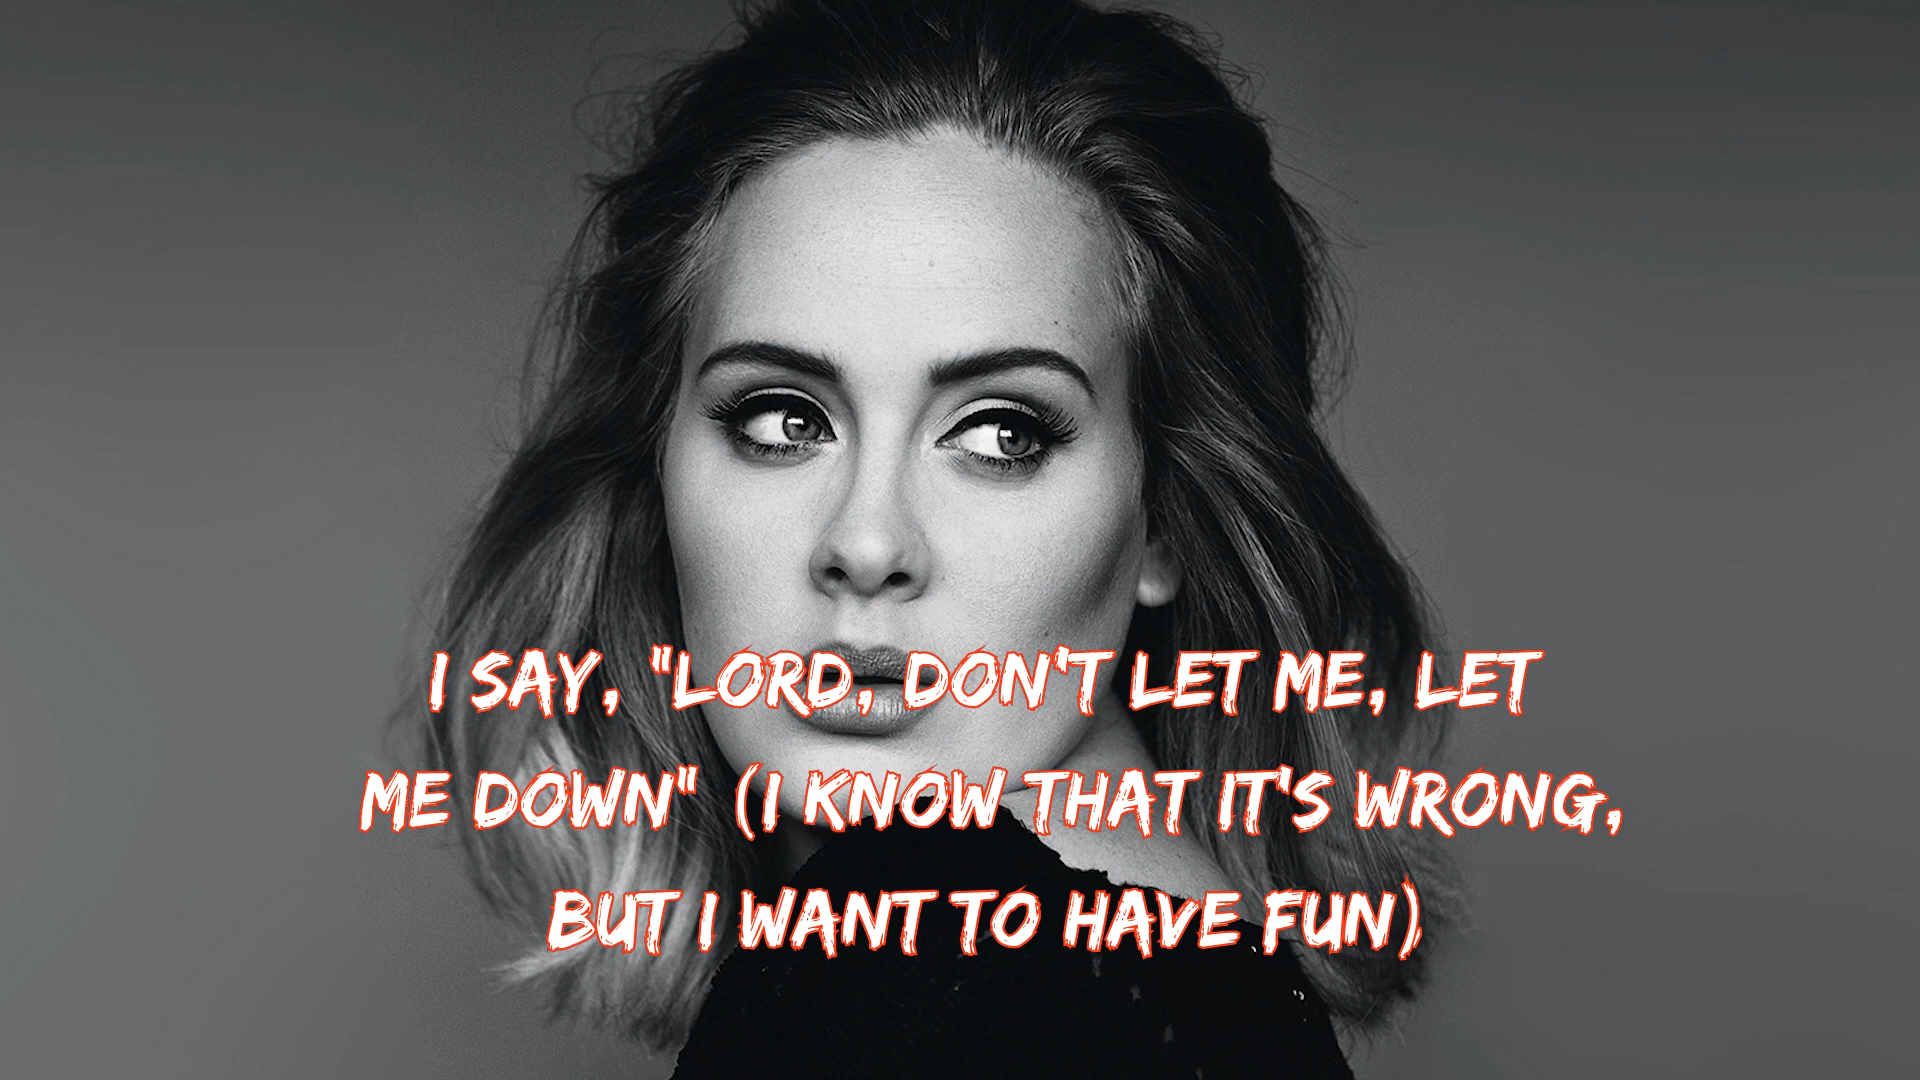 I SAY, "LORD, DON'T LET ME, LET
ME DOWN" (I KNOW THAT IT'S WRONG,
BUT I WANT TO HAVE FUN)